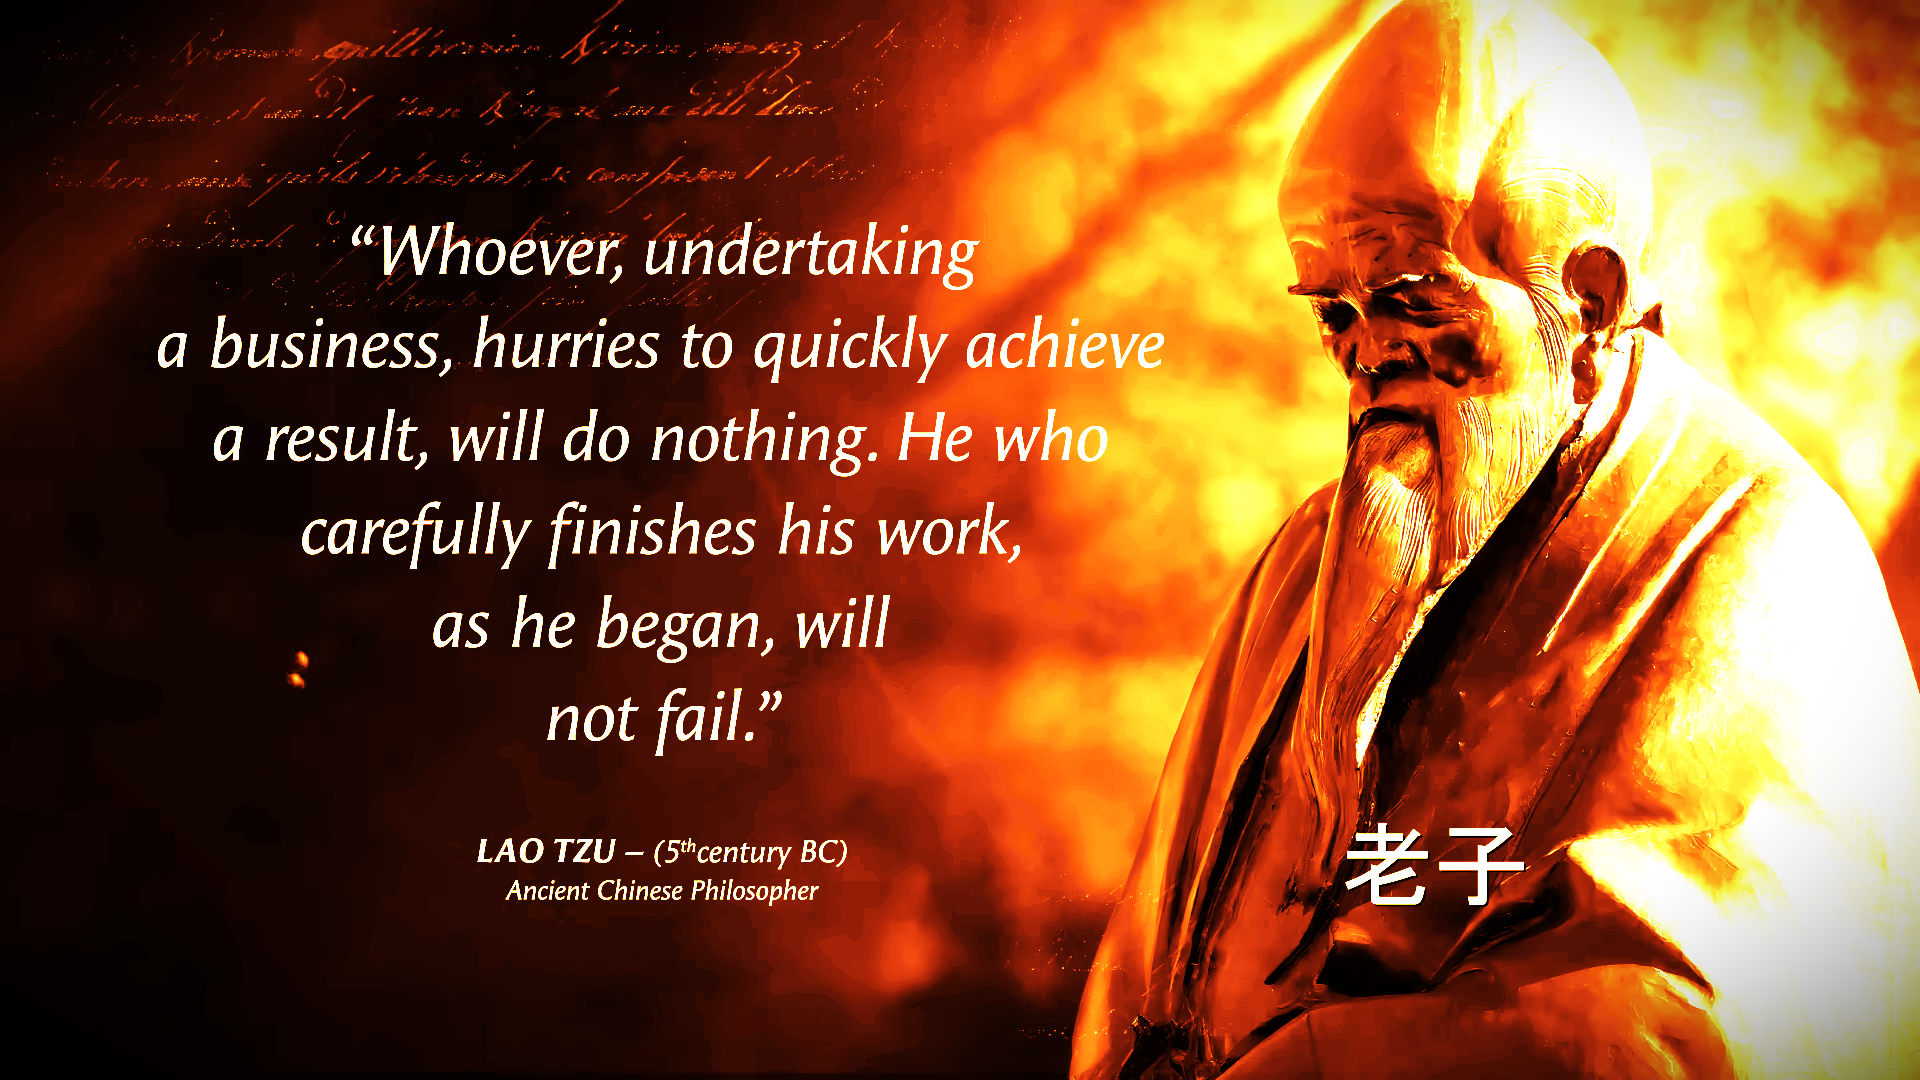 “Whoever, undertaking
a business, hurries to quickly achieve
a result, will do nothing. He who
carefully finishes his work,
as he began, will
not fail.”
LAO TZU – (5thcentury BC)
Ancient Chinese Philosopher
老子